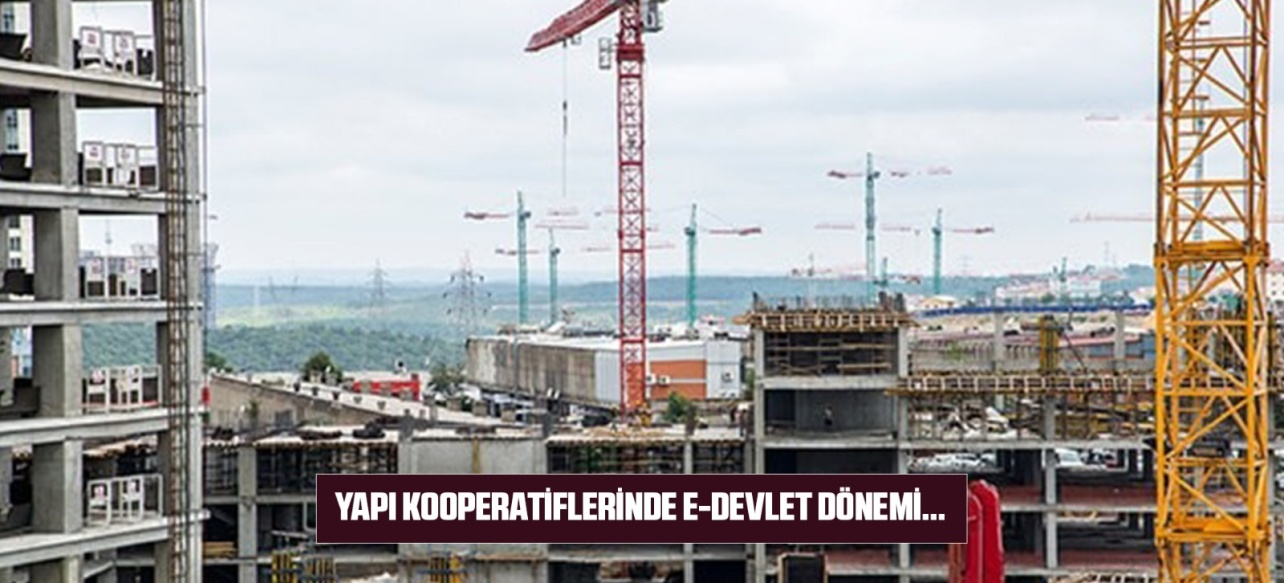 YAPI KOOPERATİFLERİNDE E-DEVLET DÖNEMİ...